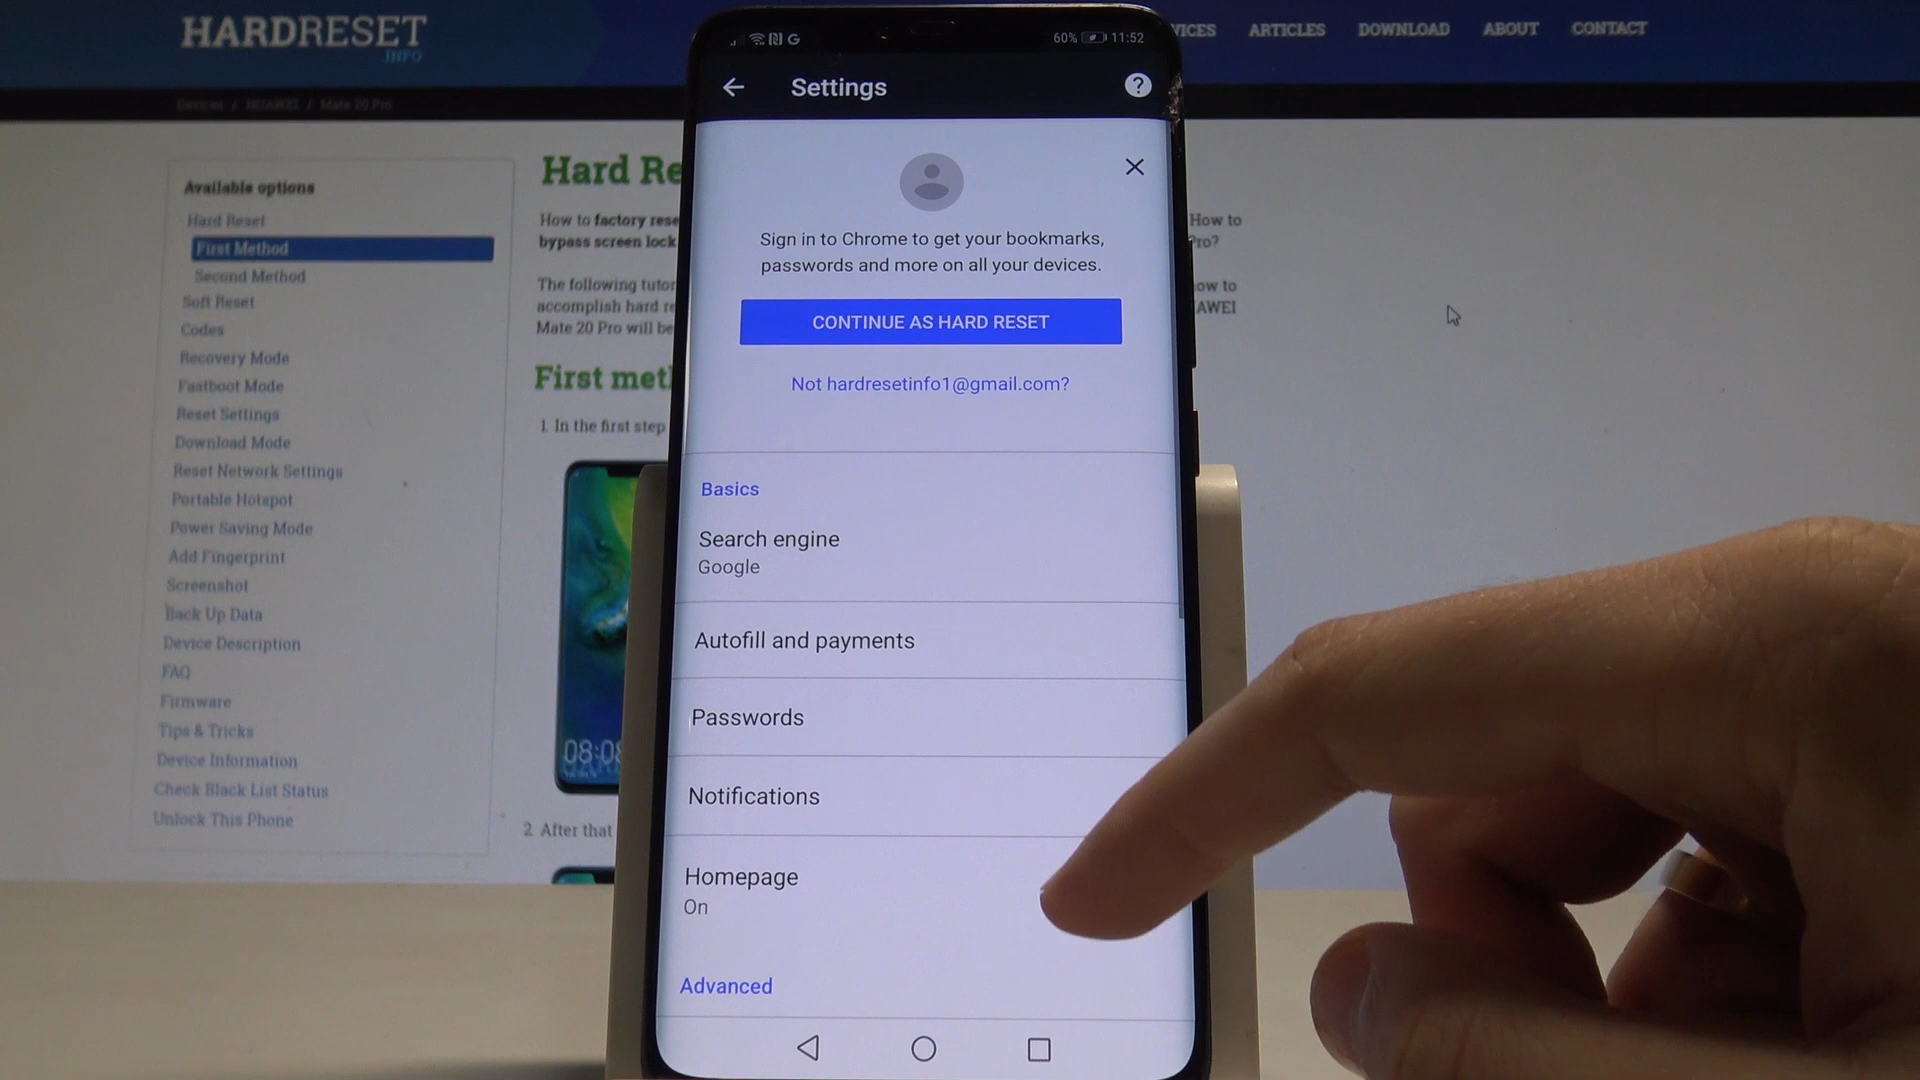 HARDRESET
.INFO
VICES ARTICLES DOWNLOAD ABOUT CONTACT
Devices / HUAWEI / Mate 20 Pro
Available options
Hard Reset
First Method
Second Method
Soft Reset
Codes
Recovery Mode
Fastboot Mode
Reset Settings
Download Mode
Reset Network Settings
Portable Hotspot
Power Saving Mode
Add Fingerprint
Screenshot
Back Up Data
Device Description
FAQ
Firmware
Tips & Tricks
Device Information
Check Black List Status
Unlock This Phone
Hard Re
How to factory rese
bypass screen lock
The following tutor
accomplish hard re
Mate 20 Pro will be
First metl
1. In the first step
08:08
2. After that
How to
Pro?
ow to
AWEI
60% 11:52
Settings
Sign in to Chrome to get your bookmarks,
passwords and more on all your devices.
CONTINUE AS HARD RESET
Not hardresetinfo1@gmail.com?
Basics
Search engine
Google
Autofill and payments
Passwords
Notifications
Homepage
On
Advanced